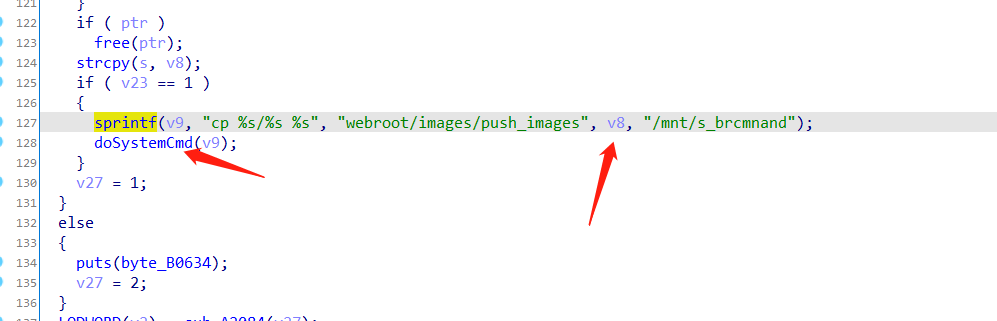 121 }
122 if ( ptr )
123 free(ptr);
124 strcpy(s, v8);
125 if ( v23 == 1 )
126 {
127 sprintf(v9, "cp %s/%s %s", "webroot/images/push_images", v8, "/mnt/s_brcmnand");
128 doSystemCmd(v9);
129 }
130 v27 = 1;
131 }
132 else
133 {
134 puts(byte_B0634);
135 v27 = 2;
136 }